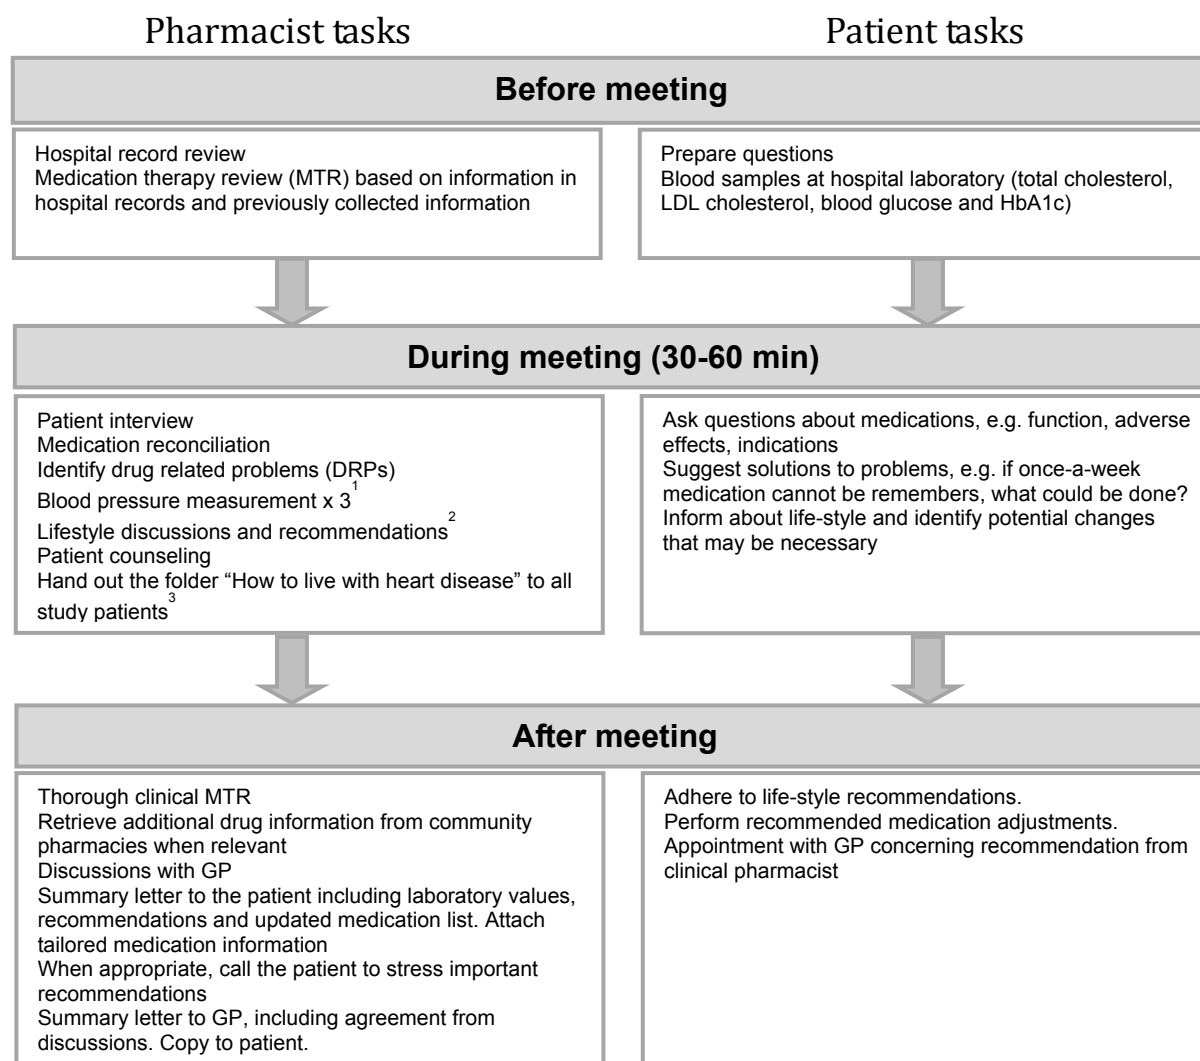 Pharmacist tasks
Patient tasks
Before meeting
Hospital record review
Medication therapy review (MTR) based on information in
hospital records and previously collected information
Prepare questions
Blood samples at hospital laboratory (total cholesterol,
LDL cholesterol, blood glucose and HbA1c)
During meeting (30-60 min)
Patient interview
Medication reconciliation
Identify drug related problems (DRPs)
Blood pressure measurement x 3¹
Lifestyle discussions and recommendations²
Patient counseling
Hand out the folder “How to live with heart disease” to all
study patients³
Ask questions about medications, e.g. function, adverse
effects, indications
Suggest solutions to problems, e.g. if once-a-week
medication cannot be remembers, what could be done?
Inform about life-style and identify potential changes
that may be necessary
After meeting
Thorough clinical MTR
Retrieve additional drug information from community
pharmacies when relevant
Discussions with GP
Summary letter to the patient including laboratory values,
recommendations and updated medication list. Attach
tailored medication information
When appropriate, call the patient to stress important
recommendations
Summary letter to GP, including agreement from
discussions. Copy to patient.
Adhere to life-style recommendations.
Perform recommended medication adjustments.
Appointment with GP concerning recommendation from
clinical pharmacist